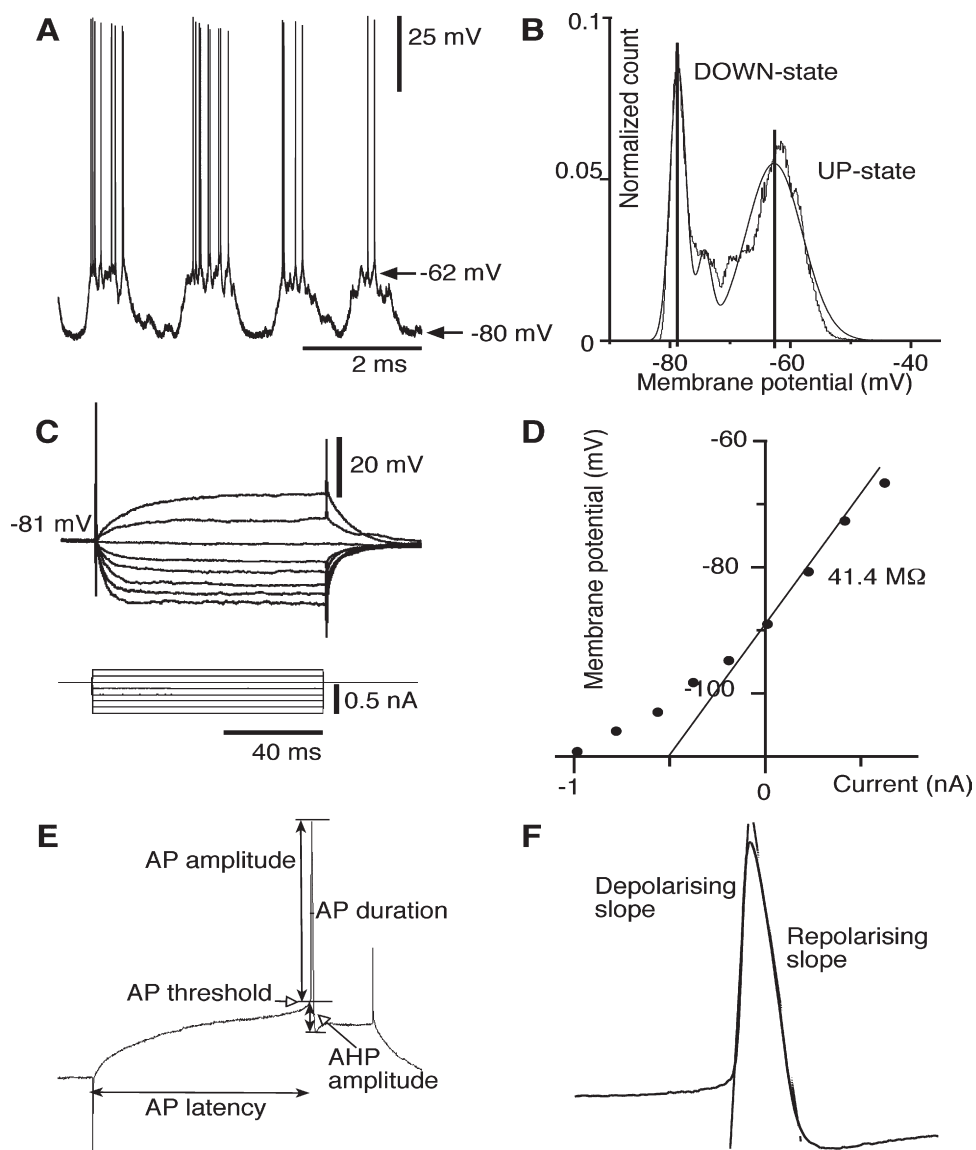 A
25 mV
-62 mV
-80 mV
2 ms
B
0.1
Normalized count
DOWN-state
0.05
UP-state
0
-80
-60
-40
Membrane potential (mV)
C
20 mV
-81 mV
0.5 nA
40 ms
D
Membrane potential (mV)
-60
-80
41.4 MΩ
-100
-1
0
Current (nA)
E
AP amplitude
AP duration
AP threshold
AHP
amplitude
AP latency
F
Depolarising
slope
Repolarising
slope